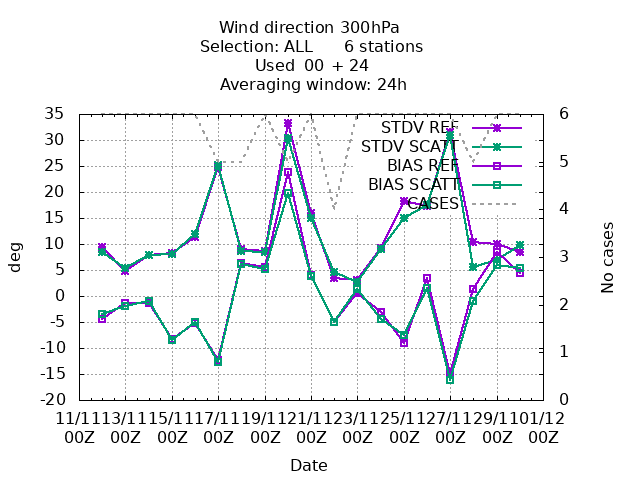 Wind direction 300hPa
Selection: ALL 6 stations
Used 00 + 24
Averaging window: 24h
35 30 25 20 15 10 5 0 -5 -10 -15 -20
deg
STDV REF
STDV SCATT
BIAS REF
BIAS SCATT
CASES
6 5 4 3 2 1 0
No cases
11/11 13/11 15/11 17/11 19/11 21/11 23/11 25/11 27/11 29/11 01/12
00Z 00Z 00Z 00Z 00Z 00Z 00Z 00Z 00Z 00Z 00Z
Date